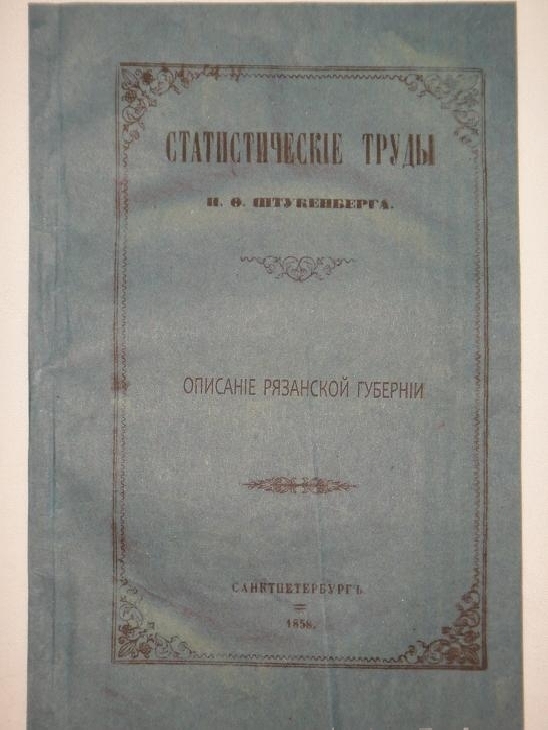 СТАТИСТИЧЕСКІЕ ТРУДЫ
И. Ѳ. ШТУКЕНБЕРГА.
ОПИСАНІЕ РЯЗАНСКОЙ ГУБЕРНІИ
САНКТПЕТЕРБУРГЪ.
1858.